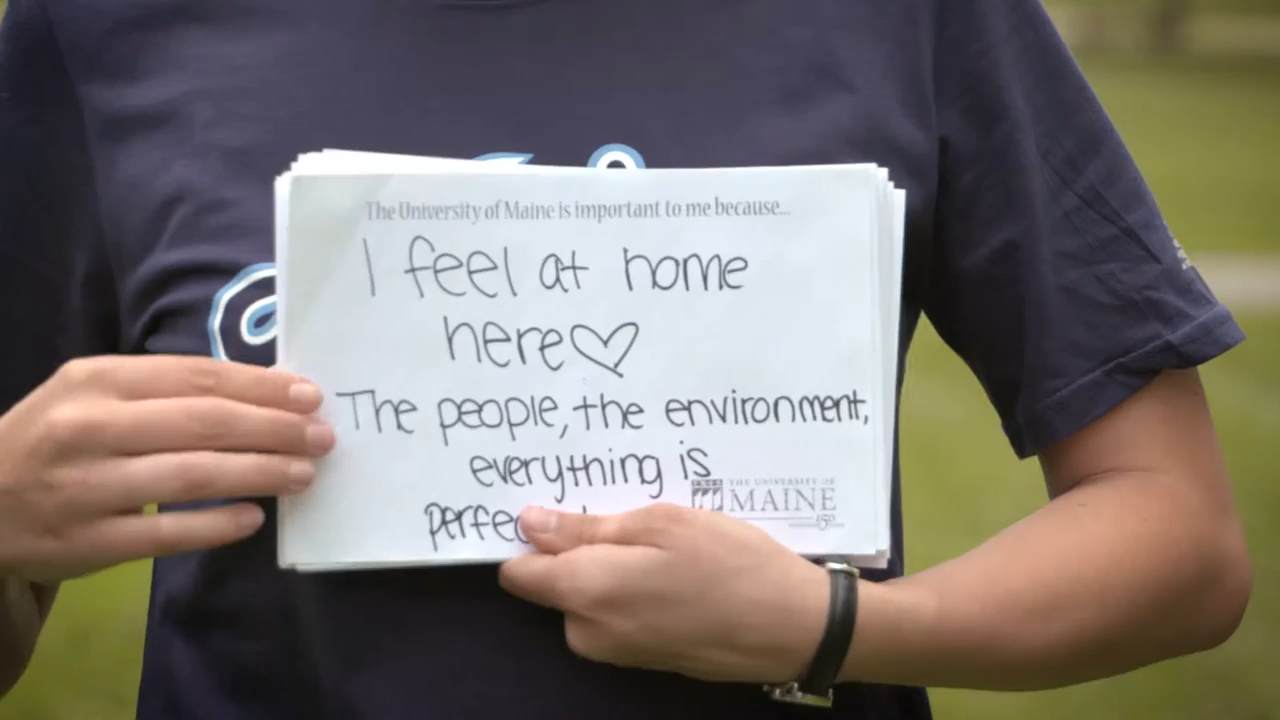 The University of Maine is important to me because...
I feel at home
here♡
The people, the environment,
everything is
THE UNIVERSITY OF
MAINE
150